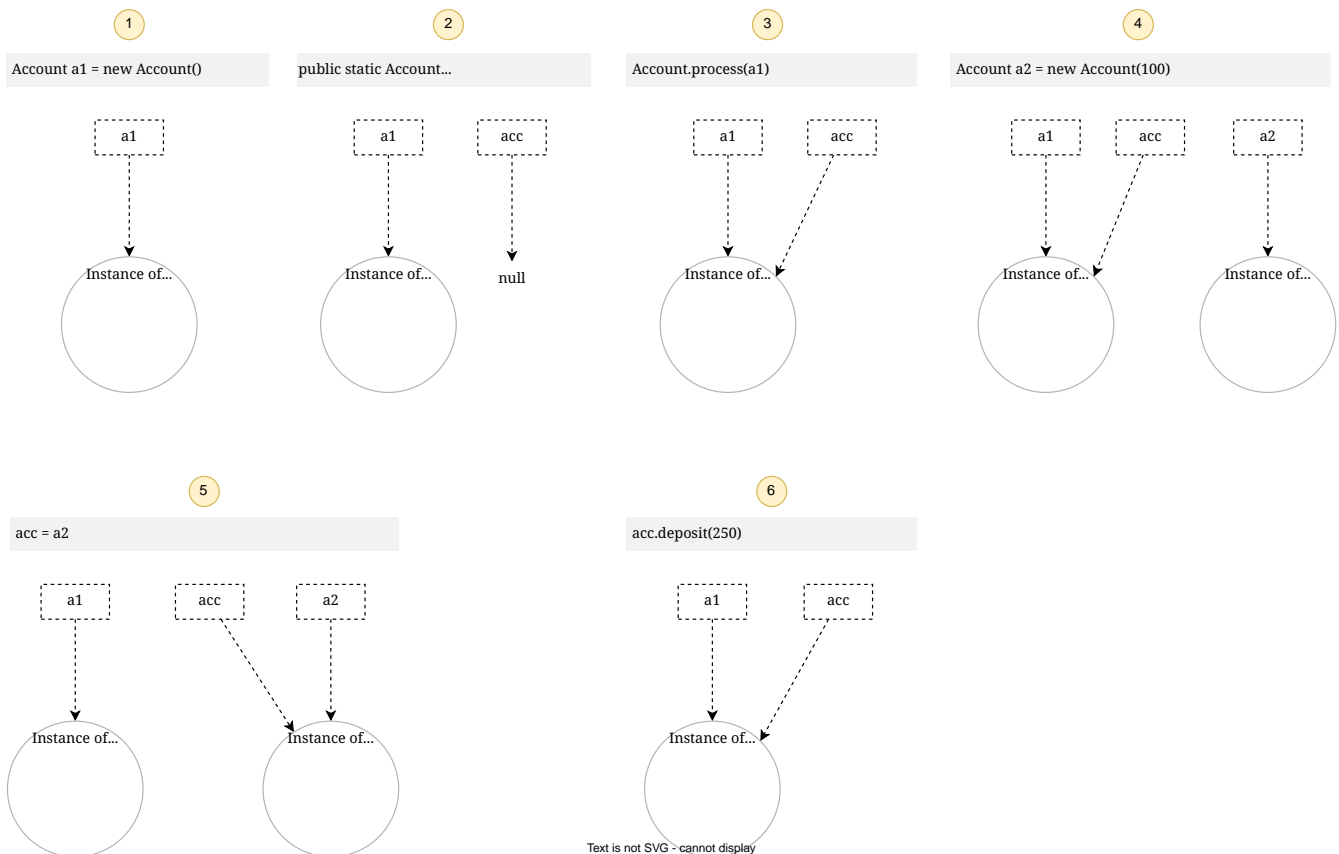 1
2
3
4
Account a1 = new Account()
public static Account...
Account.process(a1)
Account a2 = new Account(100)
a1
a1
acc
a1
acc
a1
acc
a2
Instance of...
Instance of...
null
Instance of...
Instance of...
Instance of...
5
6
acc = a2
acc.deposit(250)
a1
acc
a2
a1
acc
Instance of...
Instance of...
Instance of...
Text is not SVG - cannot display